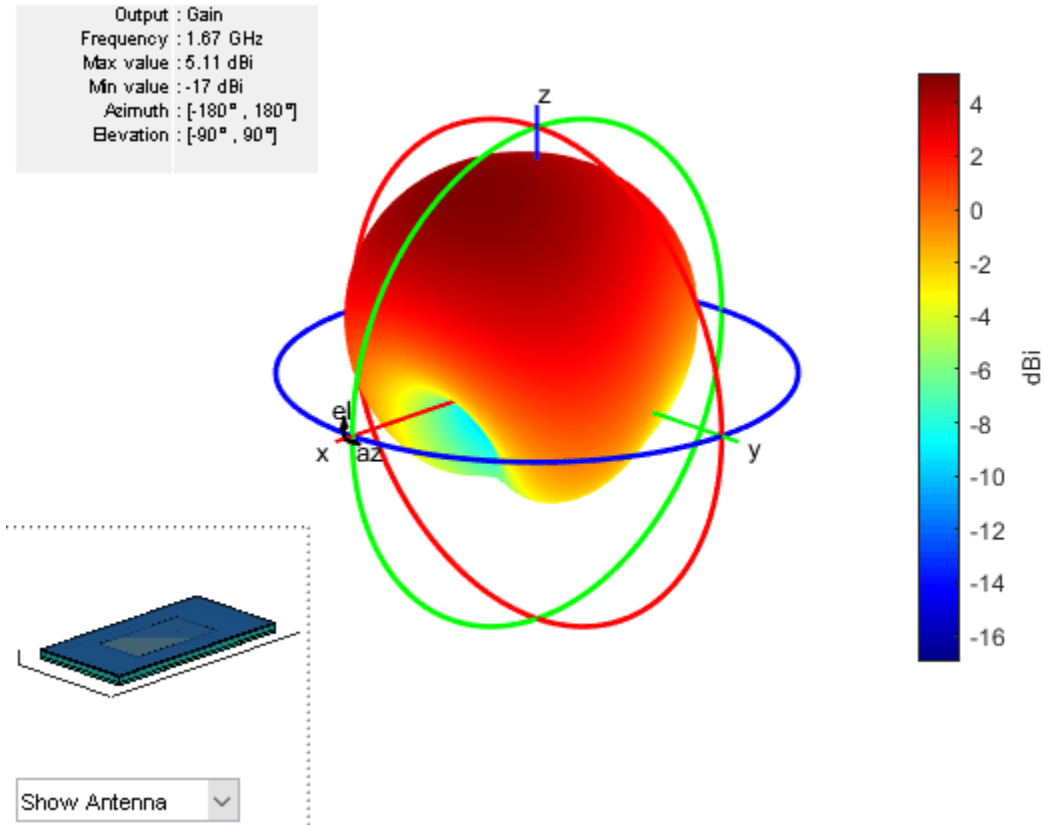 Output : Gain
Frequency : 1.67 GHz
Max value : 5.11 dBi
Min value : -17 dBi
Azimuth : [-180° , 180°]
Elevation : [-90° , 90°]
z
4
2
0
-2
-4
-6
-8
-10
-12
-14
-16
dBi
el
x
az
y
Show Antenna